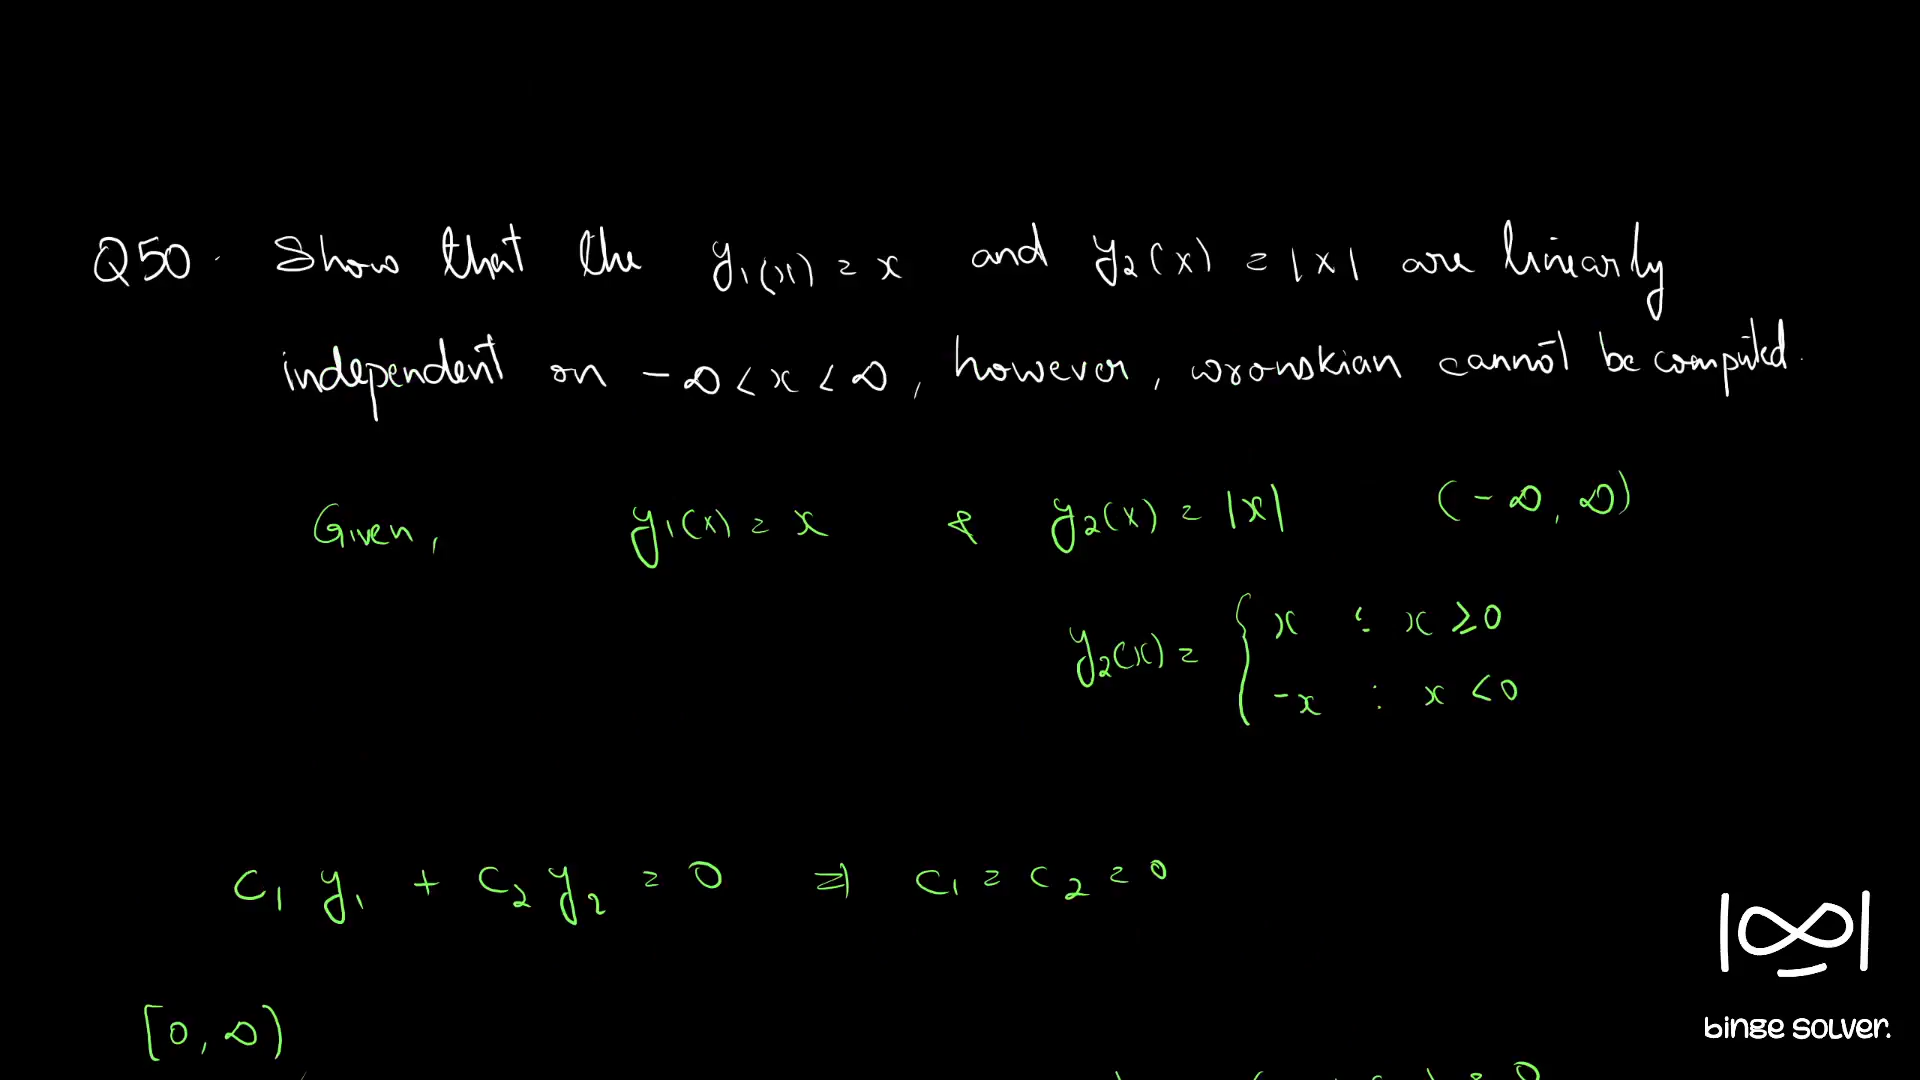 Q50. Show that the y₁(x) = x and y₂(x) = |x| are linearly
independent on -∞ < x < ∞, however, wronskian cannot be computed.
Given, y₁(x) = x & y₂(x) = |x| (-∞, ∞)
y₂(x) = { x : x ≥ 0
-x : x < 0
c₁ y₁ + c₂ y₂ = 0 ⇒ c₁ = c₂ = 0
[0, ∞)
binge solver.